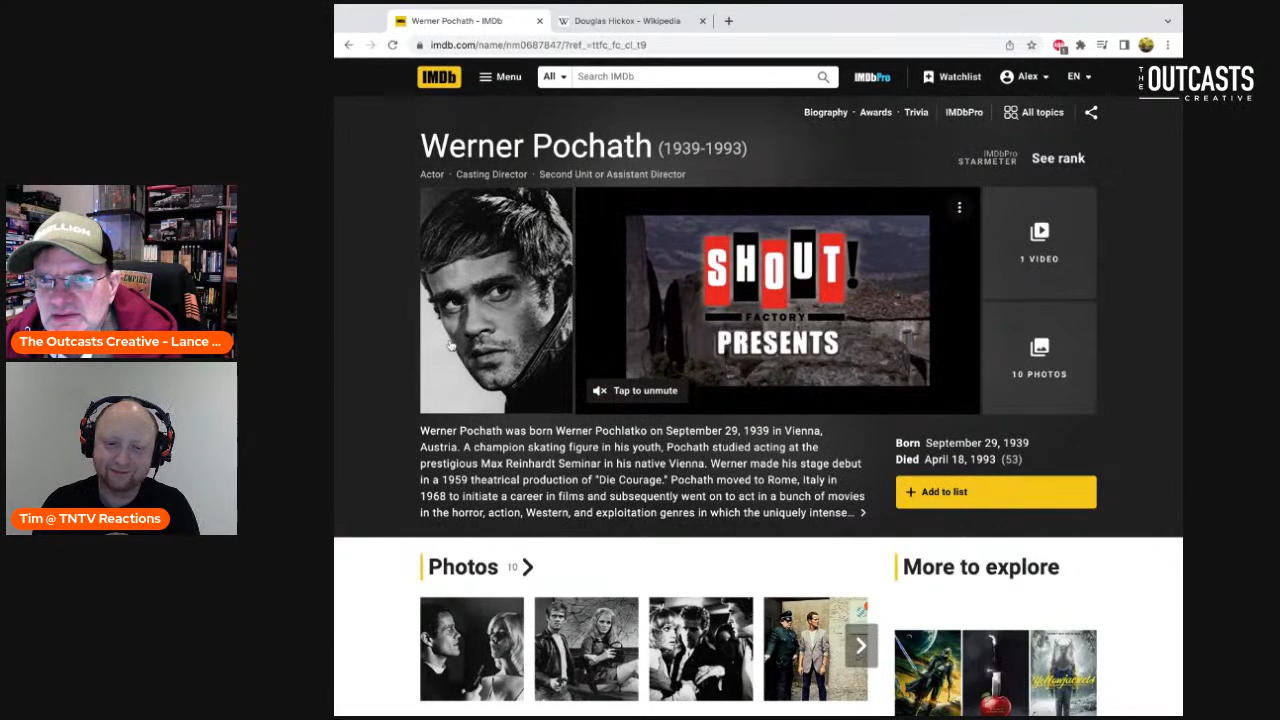 Werner Pochath - IMDb
Douglas Hickox - Wikipedia
imdb.com/name/nm0687847/?ref_=ttfc_fc_cl_t9
THE OUTCASTS
CREATIVE
IMDb
Menu
All
Search IMDb
IMDbPro
Watchlist
Alex
EN
Biography · Awards · Trivia
IMDbPro
All topics
Werner Pochath (1939-1993)
Actor · Casting Director · Second Unit or Assistant Director
IMDbPro
STARMETER
See rank
SHOUT!
FACTORY
PRESENTS
Tap to unmute
1 VIDEO
10 PHOTOS
The Outcasts Creative - Lance ...
Tim @ TNTV Reactions
Werner Pochath was born Werner Pochlatko on September 29, 1939 in Vienna,
Austria. A champion skating figure in his youth, Pochath studied acting at the
prestigious Max Reinhardt Seminar in his native Vienna. Werner made his stage debut
in a 1959 theatrical production of "Die Courage." Pochath moved to Rome, Italy in
1968 to initiate a career in films and subsequently went on to act in a bunch of movies
in the horror, action, Western, and exploitation genres in which the uniquely intense...
Born September 29, 1939
Died April 18, 1993 (53)
+ Add to list
Photos 10
More to explore
Yellowjackets